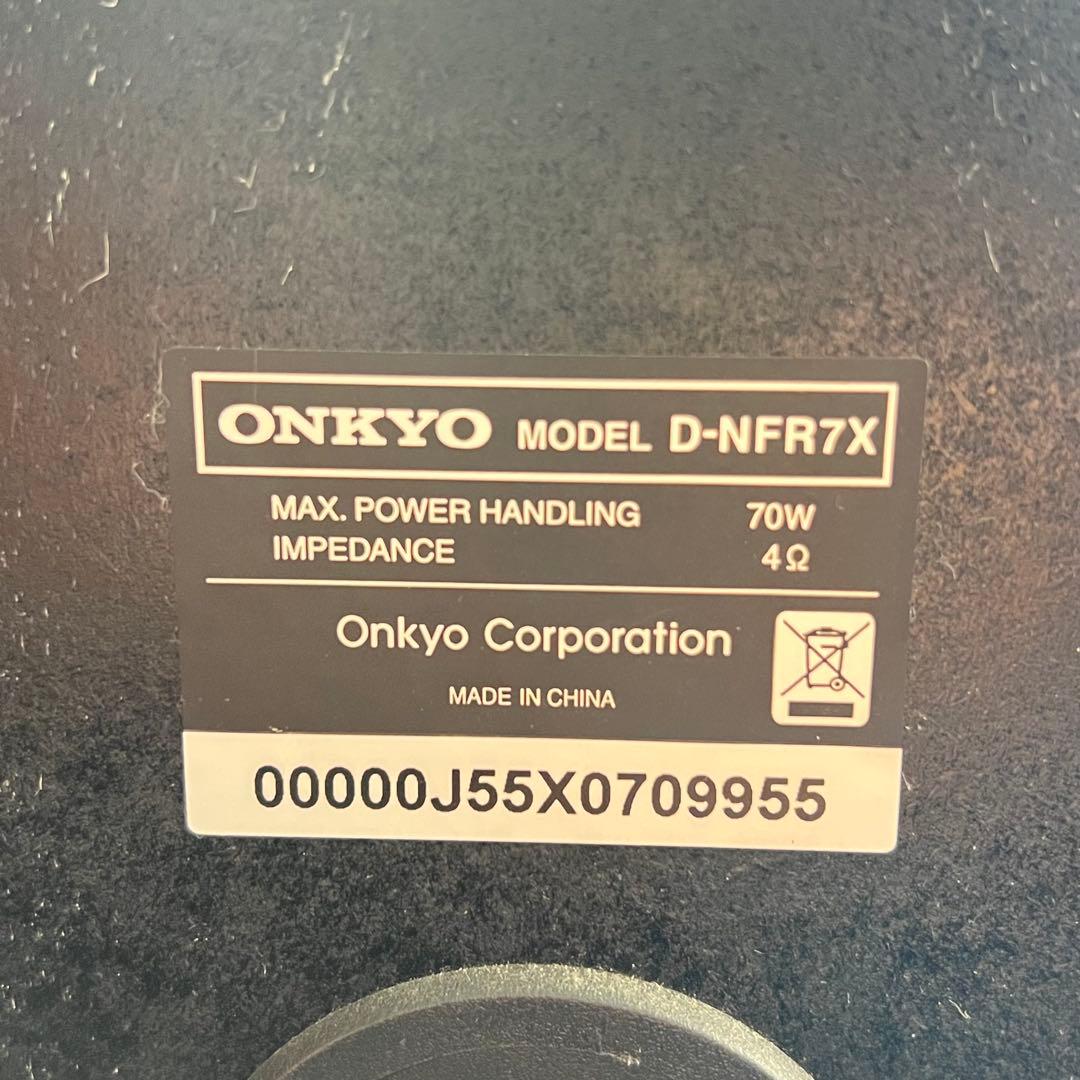 ONKYO MODEL D-NFR7X
MAX. POWER HANDLING 70W
IMPEDANCE 4Ω
Onkyo Corporation
MADE IN CHINA
00000J55X0709955